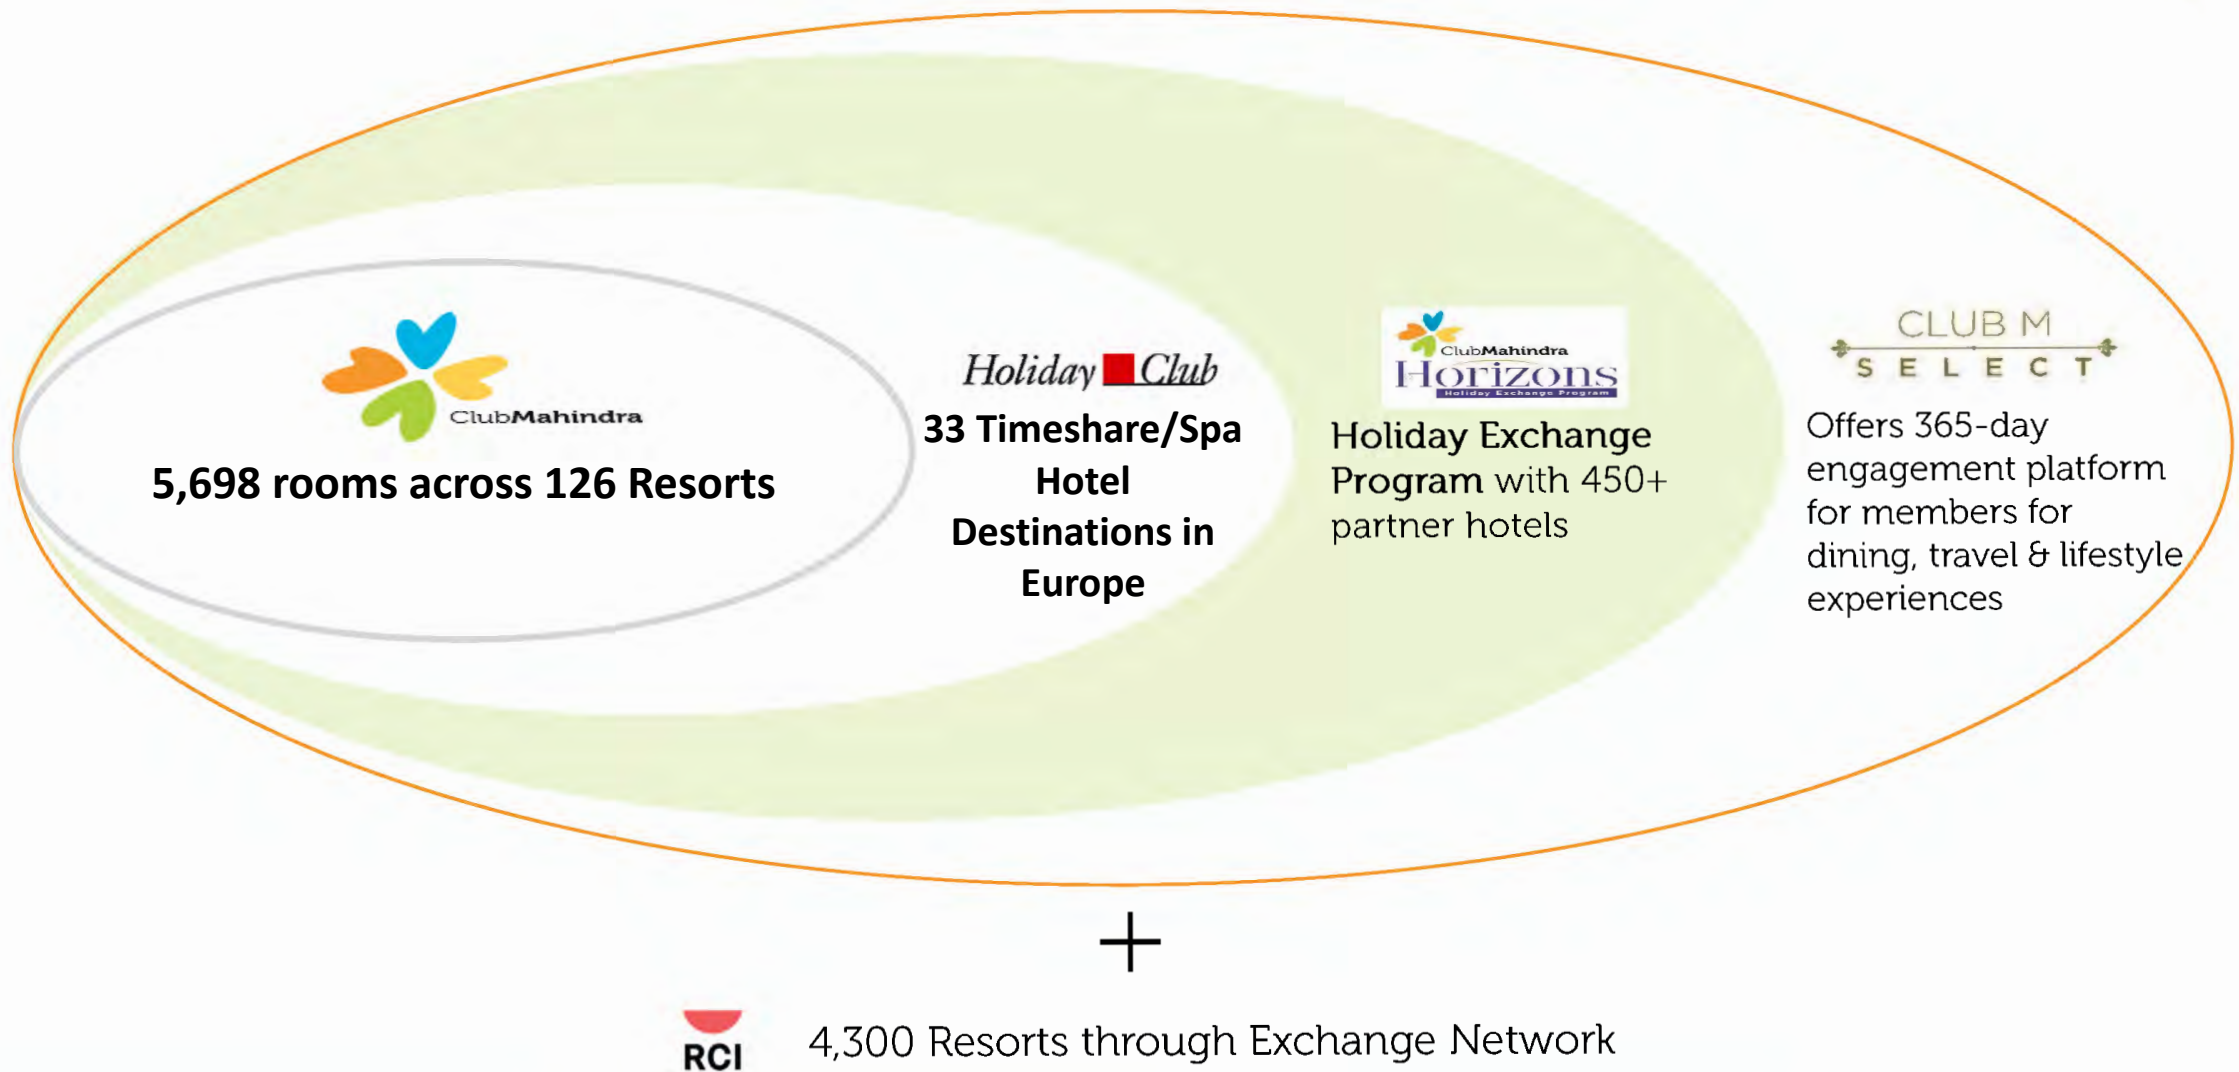 ClubMahindra
5,698 rooms across 126 Resorts
Holiday Club
33 Timeshare/Spa
Hotel
Destinations in
Europe
ClubMahindra
Horizons
Holiday Exchange Program
Holiday Exchange
Program with 450+
partner hotels
CLUB M
SELECT
Offers 365-day
engagement platform
for members for
dining, travel & lifestyle
experiences
+
RCI
4,300 Resorts through Exchange Network